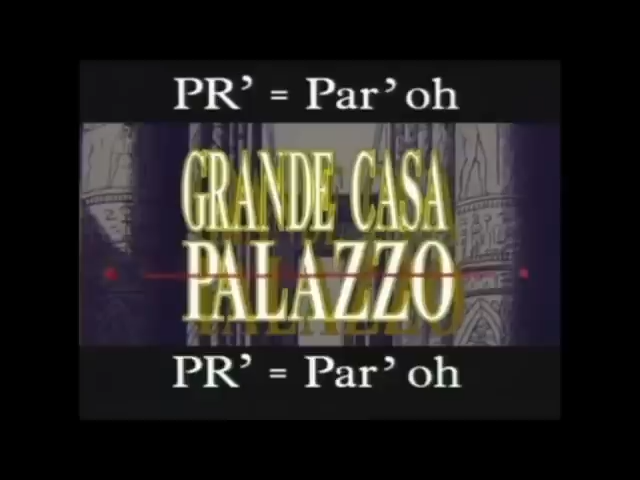 PR’ = Par’oh
GRANDE CASA
PALAZZO
PR’ = Par’oh